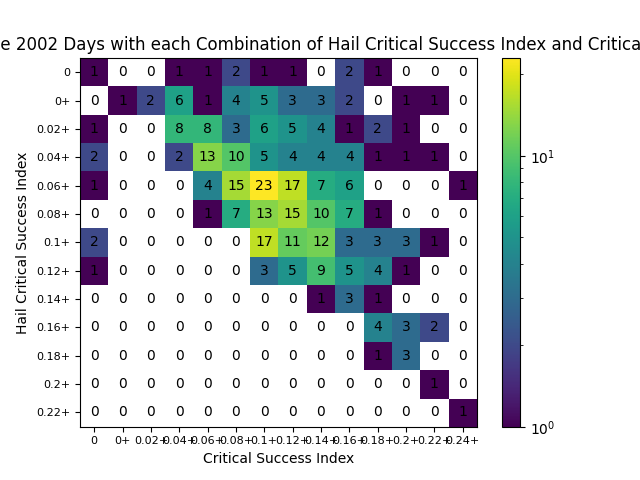 e 2002 Days with each Combination of Hail Critical Success Index and Critica
Hail Critical Success Index
0 1 0 0 1 1 2 1 1 0 2 1 0 0 0
0+ 0 1 2 6 1 4 5 3 3 2 0 1 1 0
0.02+ 1 0 0 8 8 3 6 5 4 1 2 1 0 0
0.04+ 2 0 0 2 13 10 5 4 4 4 1 1 1 0
0.06+ 1 0 0 0 4 15 23 17 7 6 0 0 0 1
0.08+ 0 0 0 0 1 7 13 15 10 7 1 0 0 0
0.1+ 2 0 0 0 0 0 17 11 12 3 3 3 1 0
0.12+ 1 0 0 0 0 0 3 5 9 5 4 1 0 0
0.14+ 0 0 0 0 0 0 0 0 1 3 1 0 0 0
0.16+ 0 0 0 0 0 0 0 0 0 0 4 3 2 0
0.18+ 0 0 0 0 0 0 0 0 0 0 1 3 0 0
0.2+ 0 0 0 0 0 0 0 0 0 0 0 0 1 0
0.22+ 0 0 0 0 0 0 0 0 0 0 0 0 0 1
0 0+ 0.02+ 0.04+ 0.06+ 0.08+ 0.1+ 0.12+ 0.14+ 0.16+ 0.18+ 0.2+ 0.22+ 0.24+
Critical Success Index
10¹
10⁰